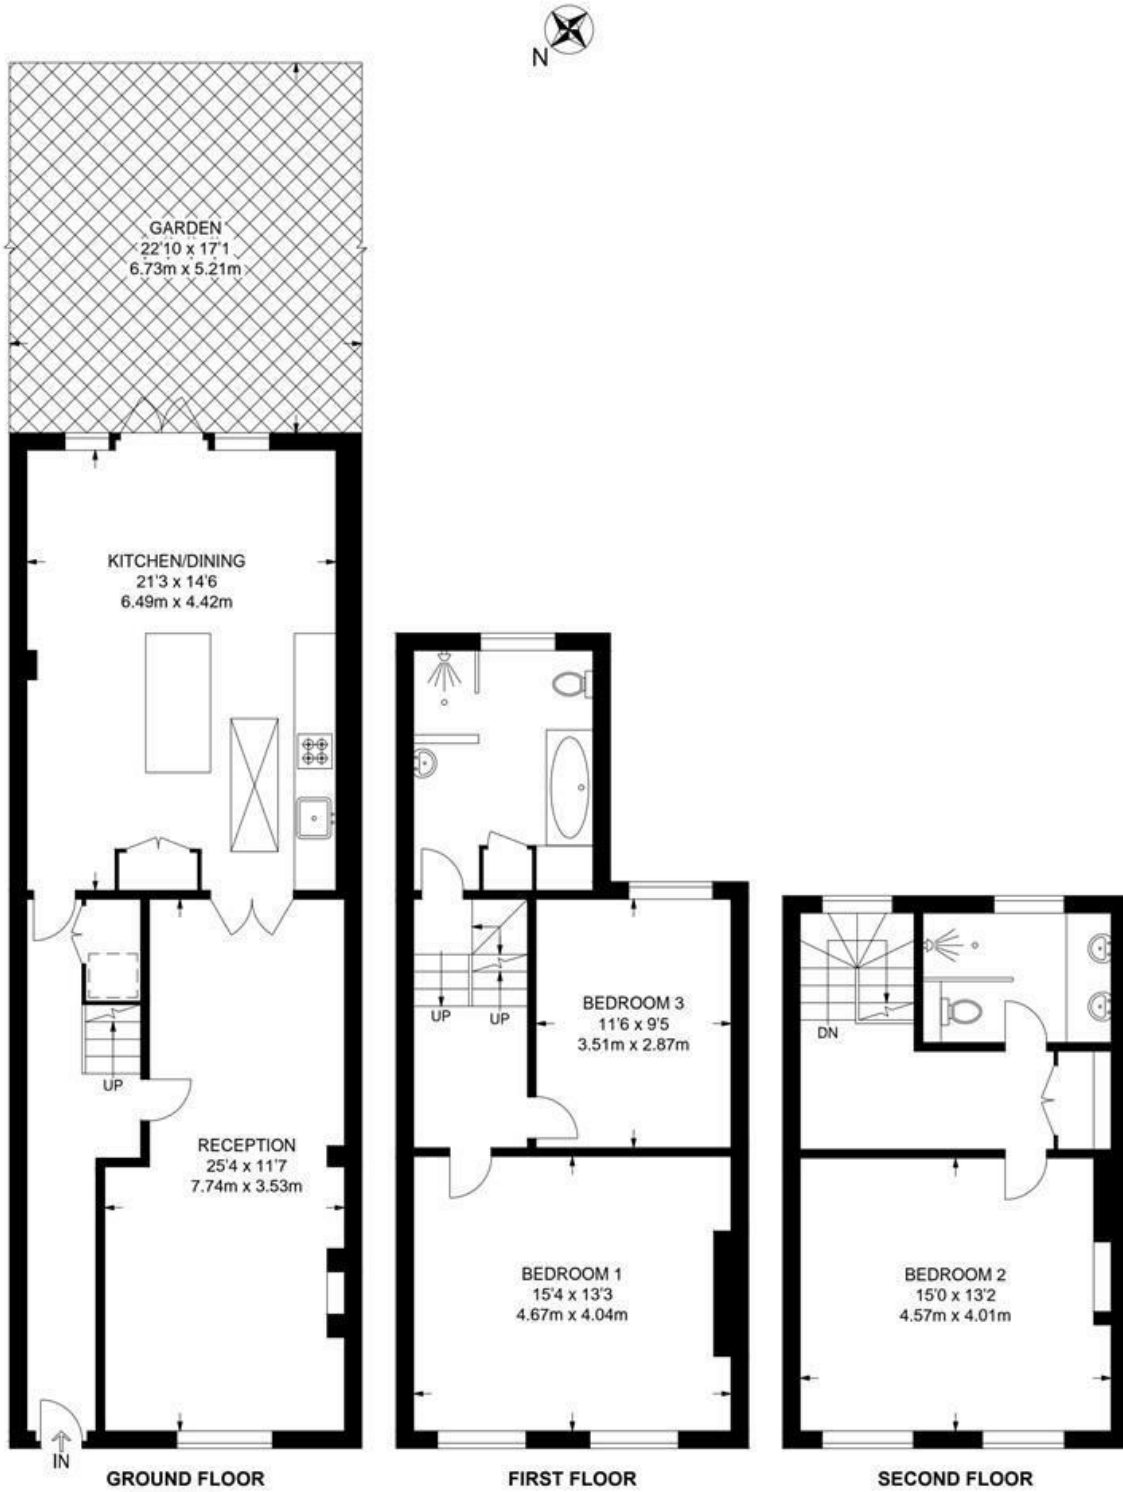 N
GARDEN
22'10 x 17'1
6.73m x 5.21m
KITCHEN/DINING
21'3 x 14'6
6.49m x 4.42m
UP
RECEPTION
25'4 x 11'7
7.74m x 3.53m
IN
GROUND FLOOR
UP
UP
BEDROOM 3
11'6 x 9'5
3.51m x 2.87m
BEDROOM 1
15'4 x 13'3
4.67m x 4.04m
FIRST FLOOR
DN
BEDROOM 2
15'0 x 13'2
4.57m x 4.01m
SECOND FLOOR